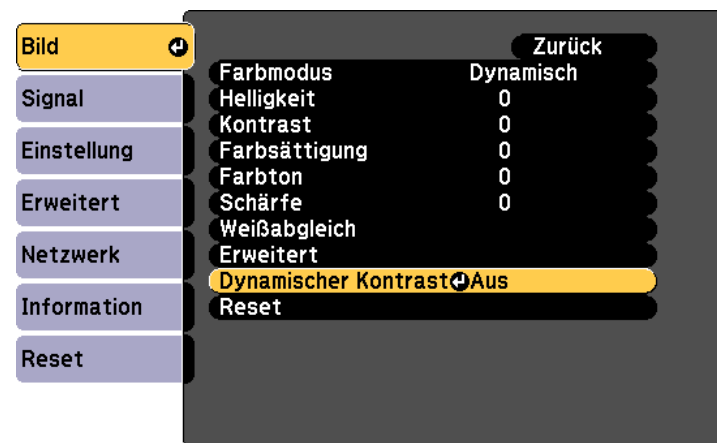 Bild
Signal
Einstellung
Erweitert
Netzwerk
Information
Reset
Zurück
Farbmodus Dynamisch
Helligkeit 0
Kontrast 0
Farbsättigung 0
Farbton 0
Schärfe 0
Weißabgleich
Erweitert
Dynamischer Kontrast Aus
Reset